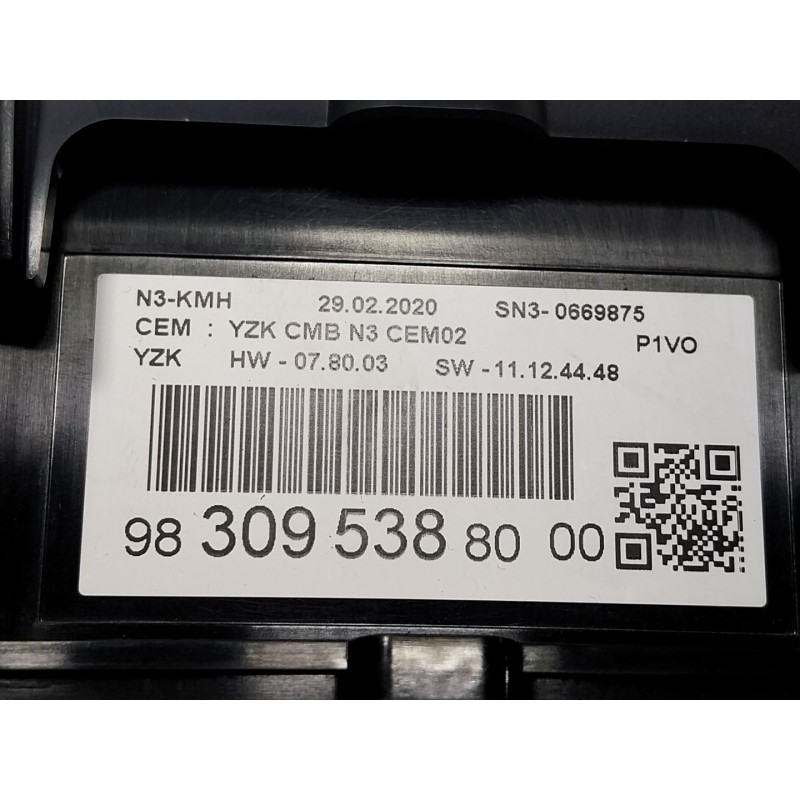 N3-KMH 29.02.2020 SN3- 0669875
CEM : YZK CMB N3 CEM02 P1VO
YZK HW - 07.80.03 SW - 11.12.44.48
98 309 538 80 00